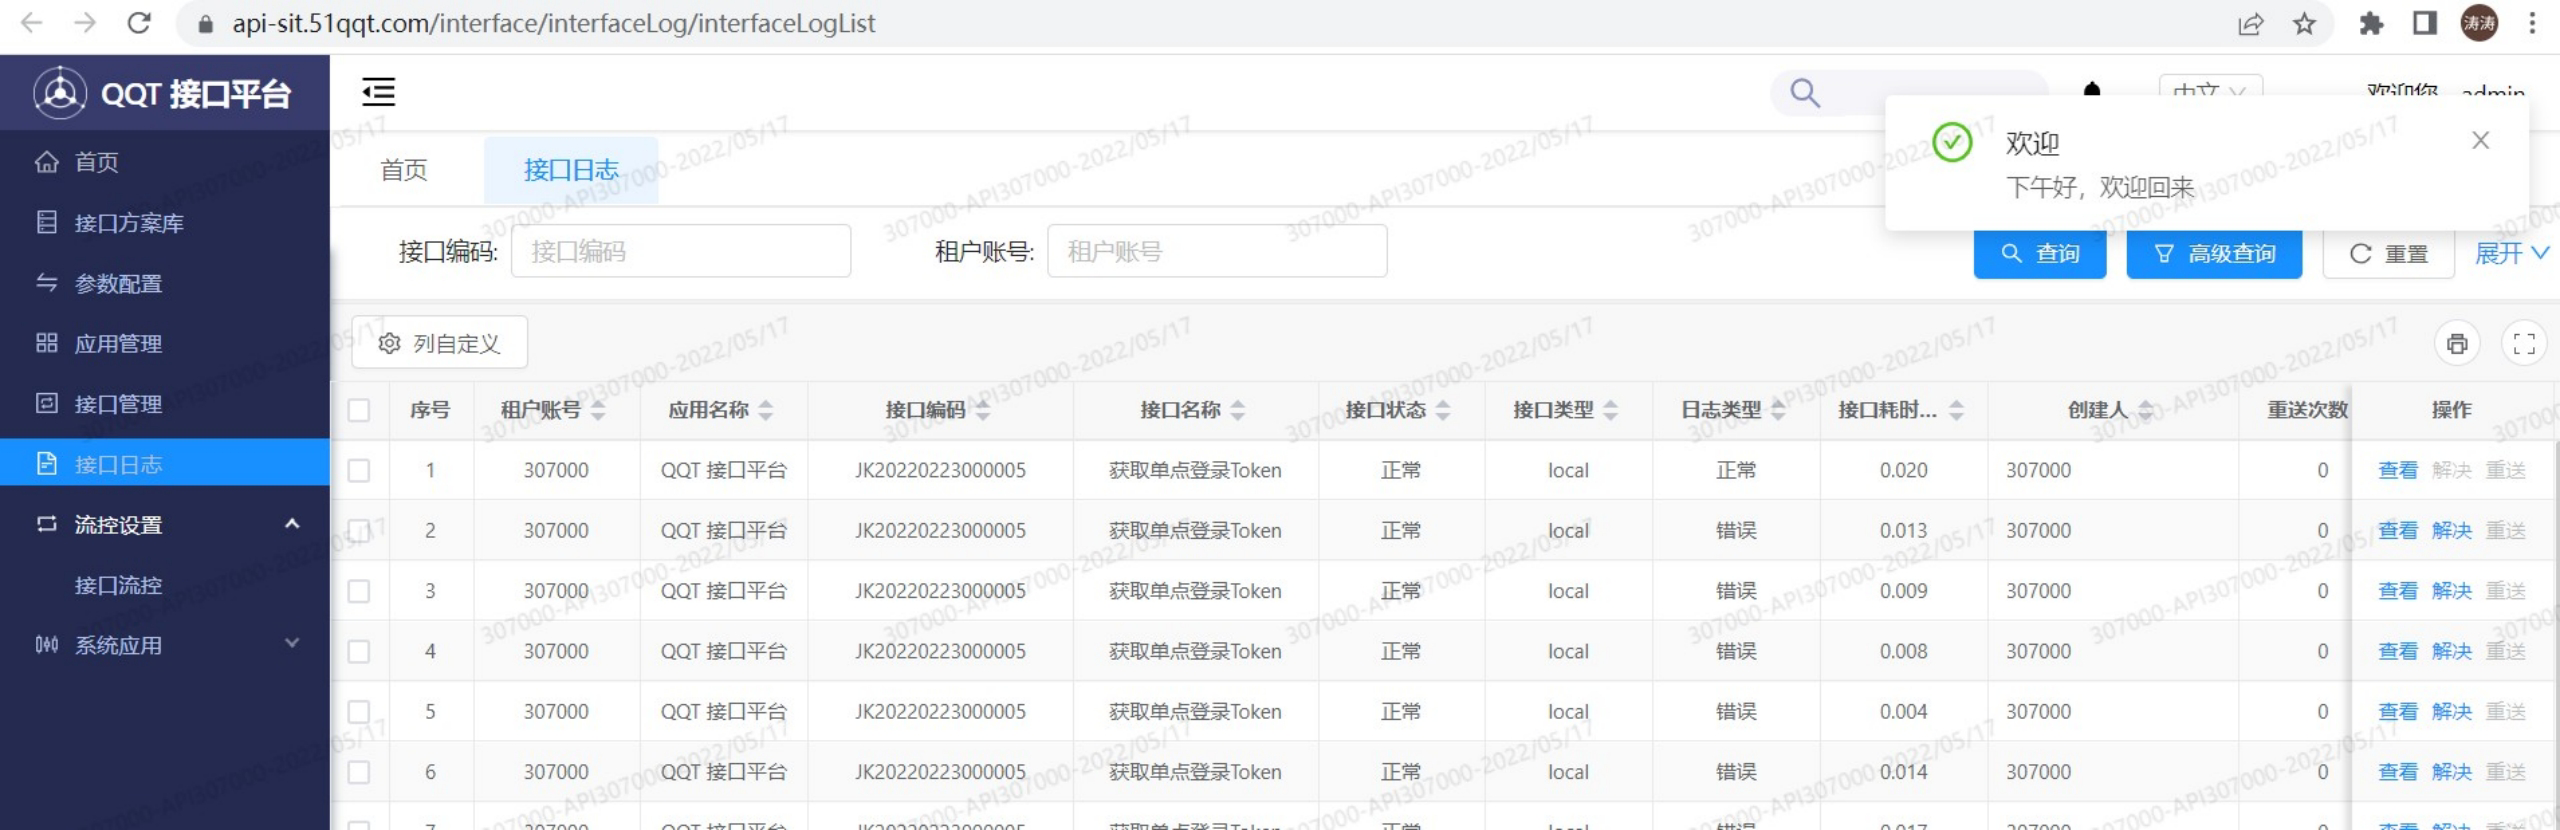 api-sit.51qqt.com/interface/interfaceLog/interfaceLogList
涛涛
QQT 接口平台
中文
欢迎您 admin
首页
接口方案库
参数配置
应用管理
接口管理
接口日志
流控设置
接口流控
系统应用
首页 接口日志
欢迎
下午好，欢迎回来
接口编码: 接口编码 租户账号: 租户账号 查询 高级查询 重置 展开
列自定义
序号 租户账号 应用名称 接口编码 接口名称 接口状态 接口类型 日志类型 接口耗时... 创建人 重送次数 操作
1 307000 QQT 接口平台 JK20220223000005 获取单点登录Token 正常 local 正常 0.020 307000 0 查看 解决 重送
2 307000 QQT 接口平台 JK20220223000005 获取单点登录Token 正常 local 错误 0.013 307000 0 查看 解决 重送
3 307000 QQT 接口平台 JK20220223000005 获取单点登录Token 正常 local 错误 0.009 307000 0 查看 解决 重送
4 307000 QQT 接口平台 JK20220223000005 获取单点登录Token 正常 local 错误 0.008 307000 0 查看 解决 重送
5 307000 QQT 接口平台 JK20220223000005 获取单点登录Token 正常 local 错误 0.004 307000 0 查看 解决 重送
6 307000 QQT 接口平台 JK20220223000005 获取单点登录Token 正常 local 错误 0.014 307000 0 查看 解决 重送
307000-API307000-2022/05/17